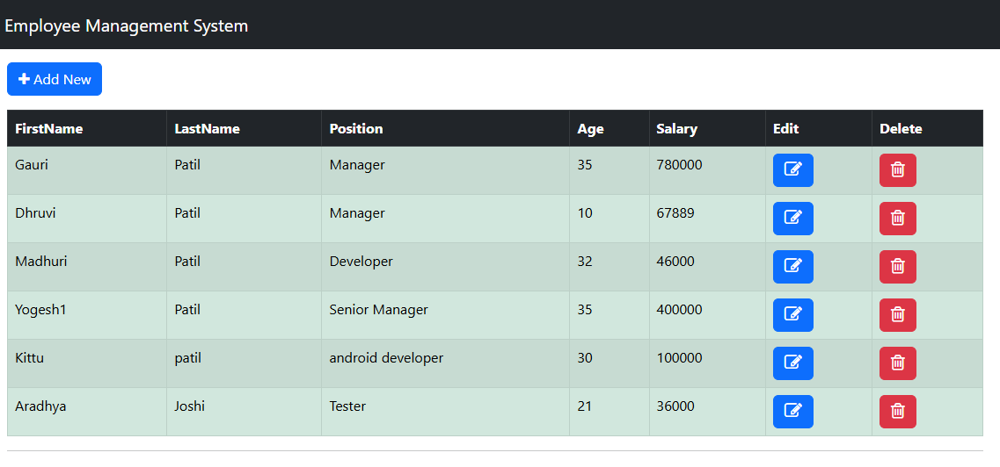 Employee Management System
Add New
FirstName LastName Position Age Salary Edit Delete
Gauri Patil Manager 35 780000
Dhruvi Patil Manager 10 67889
Madhuri Patil Developer 32 46000
Yogesh1 Patil Senior Manager 35 400000
Kittu patil android developer 30 100000
Aradhya Joshi Tester 21 36000